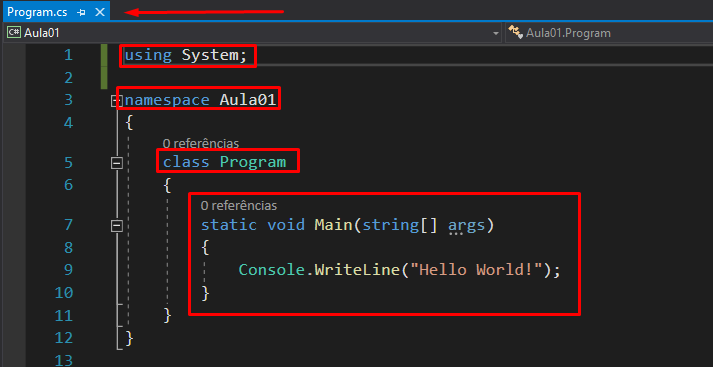 Program.cs
C# Aula01 Aula01.Program
1 using System;
2
3 namespace Aula01
4 {
0 referências
5 class Program
6 {
0 referências
7 static void Main(string[] args)
8 {
9 Console.WriteLine("Hello World!");
10 }
11 }
12 }
13